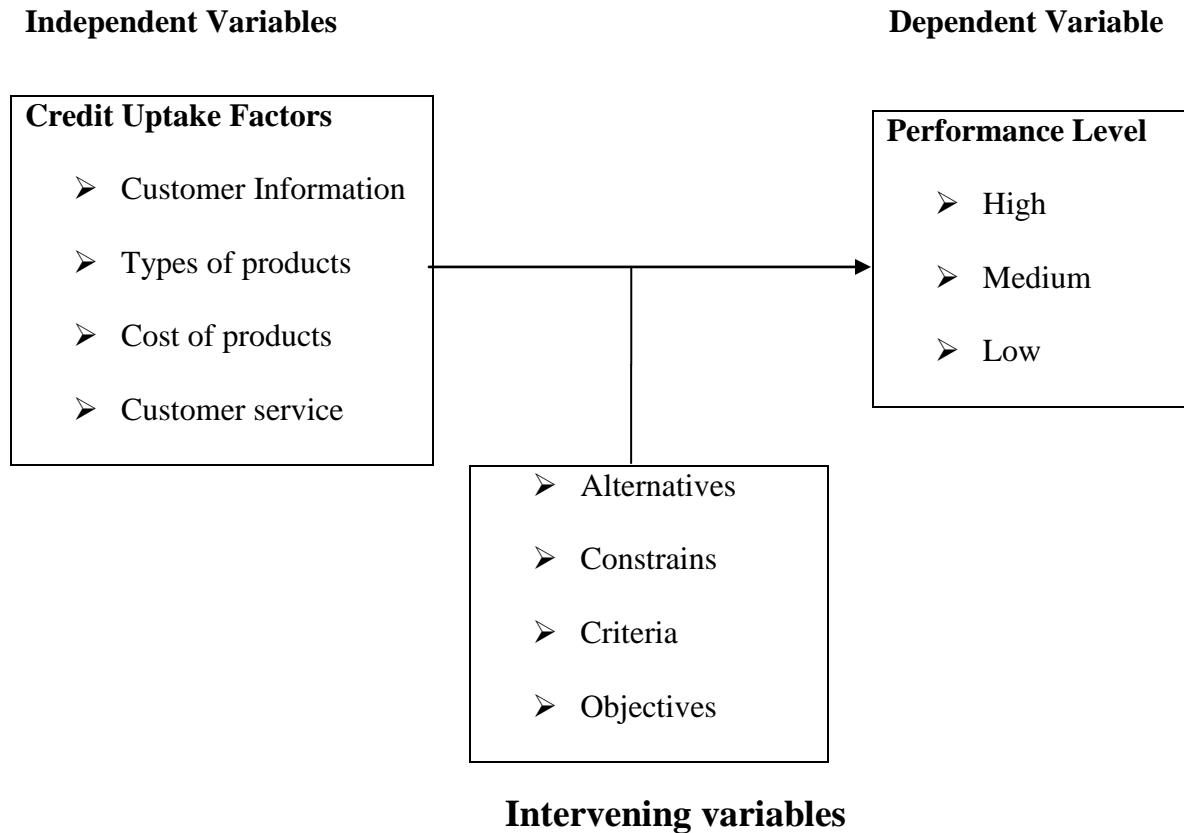 Independent Variables
Dependent Variable
Credit Uptake Factors
➢ Customer Information
➢ Types of products
➢ Cost of products
➢ Customer service
Performance Level
➢ High
➢ Medium
➢ Low
➢ Alternatives
➢ Constrains
➢ Criteria
➢ Objectives
Intervening variables